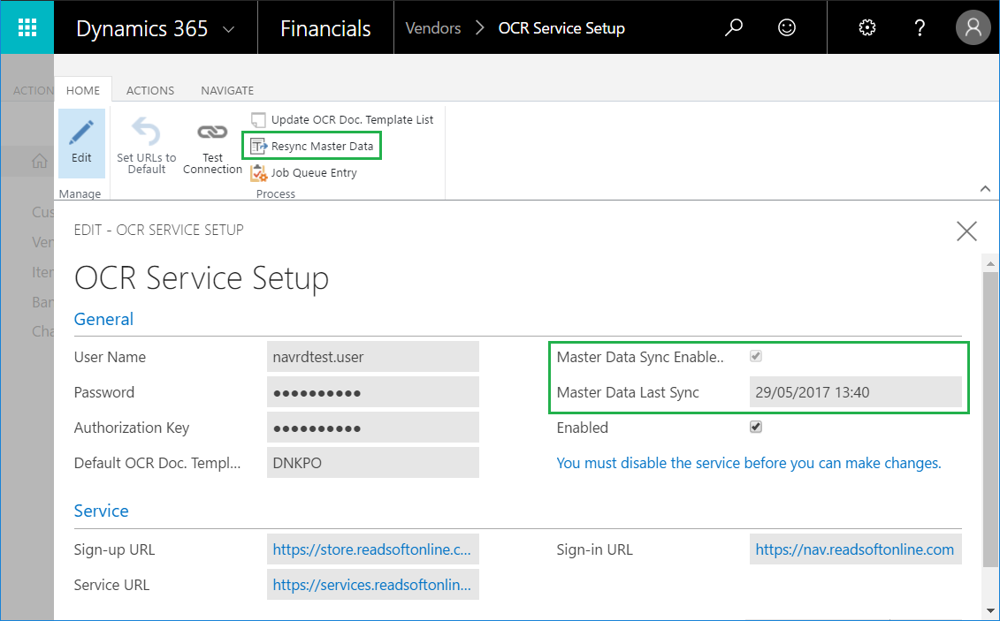 Dynamics 365
Financials
Vendors
OCR Service Setup
ACTION
HOME
ACTIONS
NAVIGATE
Edit
Manage
Set URLs to
Default
Test
Connection
Update OCR Doc. Template List
Resync Master Data
Job Queue Entry
Process
Cus
Ven
Iter
Ban
Cha
EDIT - OCR SERVICE SETUP
OCR Service Setup
General
User Name
navrdtest.user
Password
●●●●●●●●●●
Authorization Key
●●●●●●●●●●
Default OCR Doc. Templ...
DNKPO
Master Data Sync Enable..
Master Data Last Sync
29/05/2017 13:40
Enabled
You must disable the service before you can make changes.
Service
Sign-up URL
https://store.readsoftonline.c...
Service URL
https://services.readsoftonlin...
Sign-in URL
https://nav.readsoftonline.com